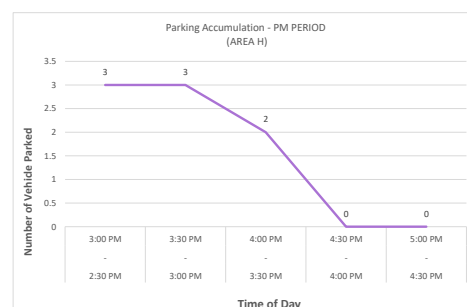 Parking Accumulation - PM PERIOD
(AREA H)
Number of Vehicle Parked
3.5
3
2.5
2
1.5
1
0.5
0
3
3
2
0
0
3:00 PM
-
2:30 PM
3:30 PM
-
3:00 PM
4:00 PM
-
3:30 PM
4:30 PM
-
4:00 PM
5:00 PM
-
4:30 PM
Time of Day